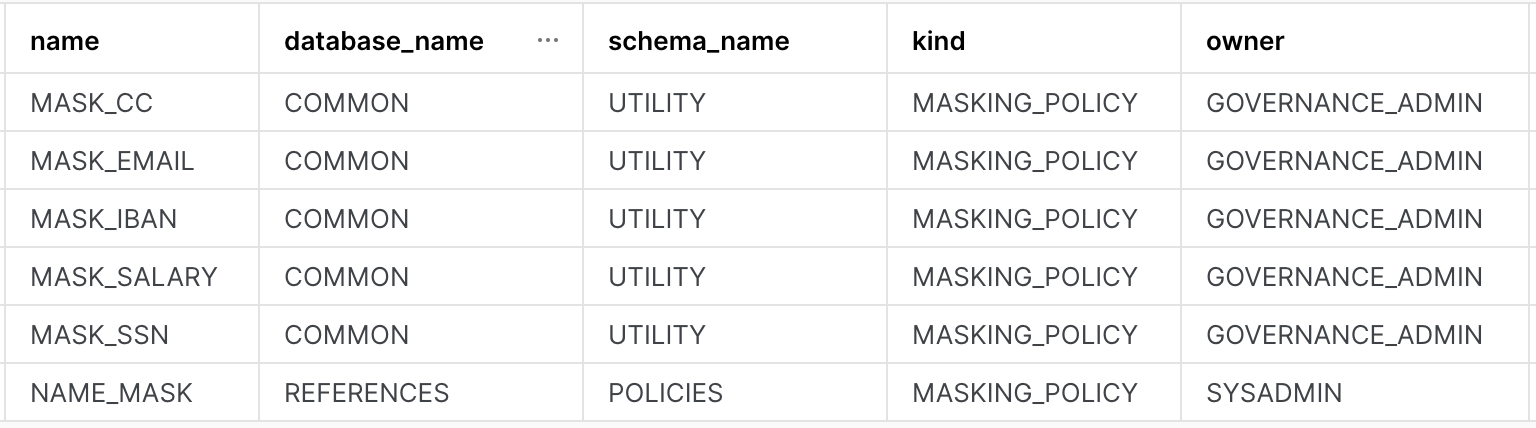 name database_name ... schema_name kind owner
MASK_CC COMMON UTILITY MASKING_POLICY GOVERNANCE_ADMIN
MASK_EMAIL COMMON UTILITY MASKING_POLICY GOVERNANCE_ADMIN
MASK_IBAN COMMON UTILITY MASKING_POLICY GOVERNANCE_ADMIN
MASK_SALARY COMMON UTILITY MASKING_POLICY GOVERNANCE_ADMIN
MASK_SSN COMMON UTILITY MASKING_POLICY GOVERNANCE_ADMIN
NAME_MASK REFERENCES POLICIES MASKING_POLICY SYSADMIN